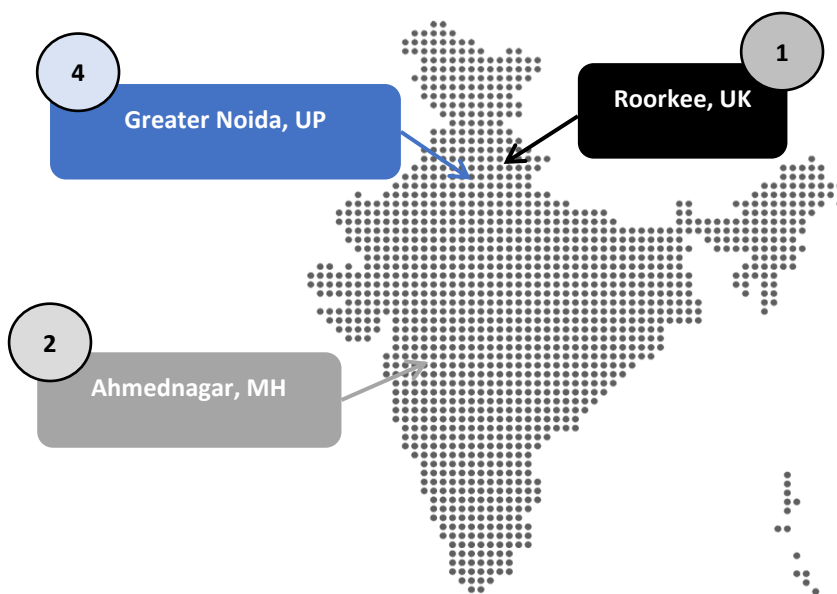 4
Greater Noida, UP
1
Roorkee, UK
2
Ahmednagar, MH